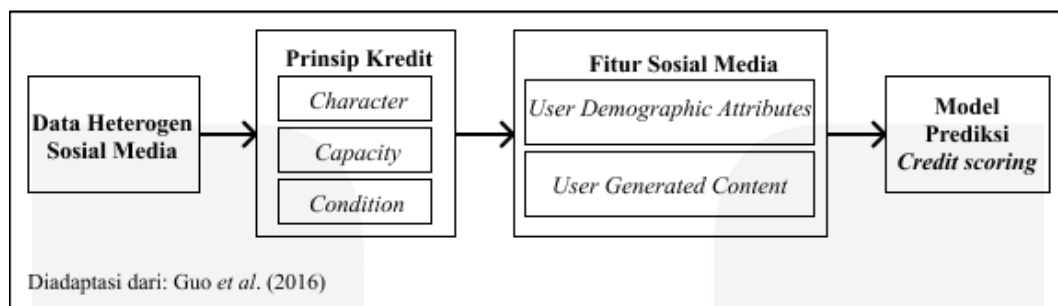 Data Heterogen
Sosial Media
Prinsip Kredit
Character
Capacity
Condition
Fitur Sosial Media
User Demographic Attributes
User Generated Content
Model
Prediksi
Credit scoring
Diadaptasi dari: Guo et al. (2016)